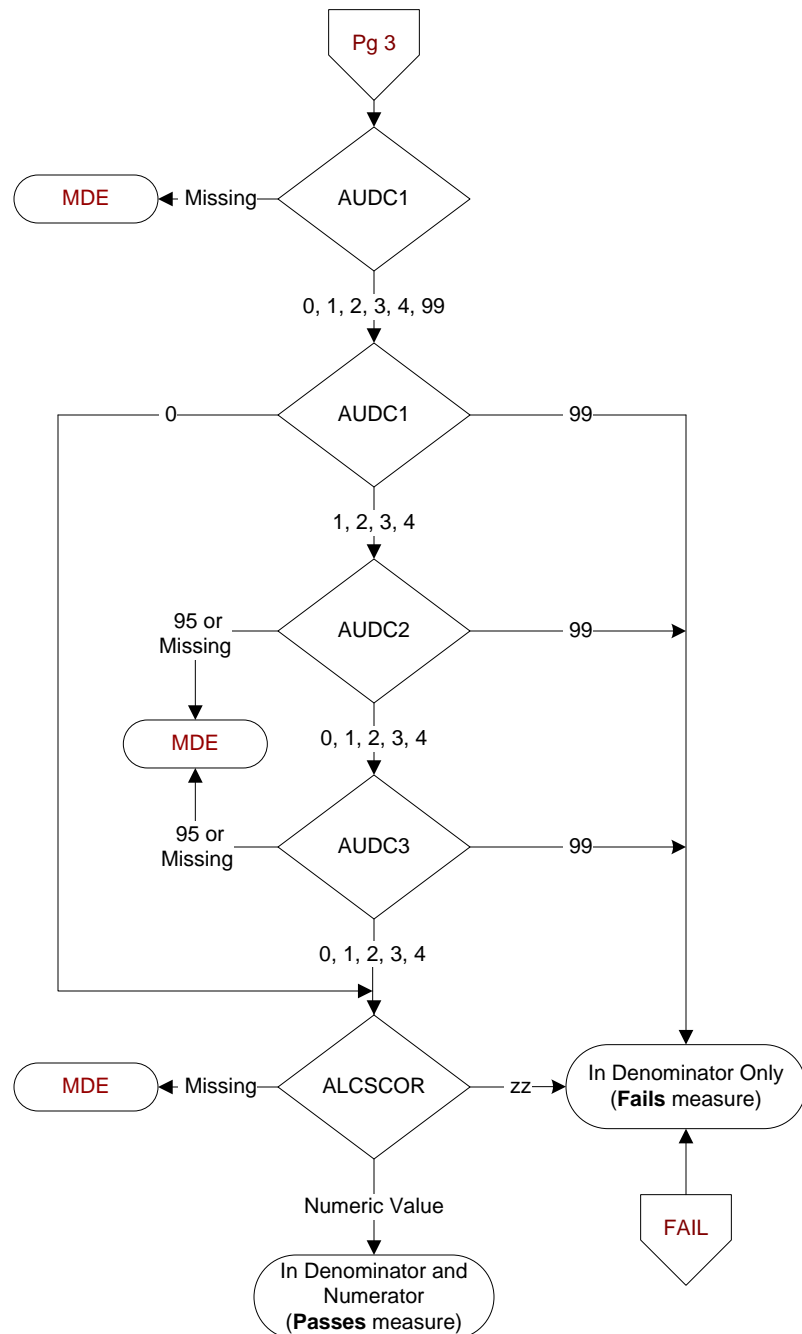 Pg 3
AUDC1
MDE
Missing
0, 1, 2, 3, 4, 99
AUDC1
0
99
1, 2, 3, 4
AUDC2
95 or
Missing
99
MDE
0, 1, 2, 3, 4
AUDC3
95 or
Missing
99
0, 1, 2, 3, 4
ALCSCOR
MDE
Missing
zz
In Denominator Only
(Fails measure)
Numeric Value
FAIL
In Denominator and
Numerator
(Passes measure)